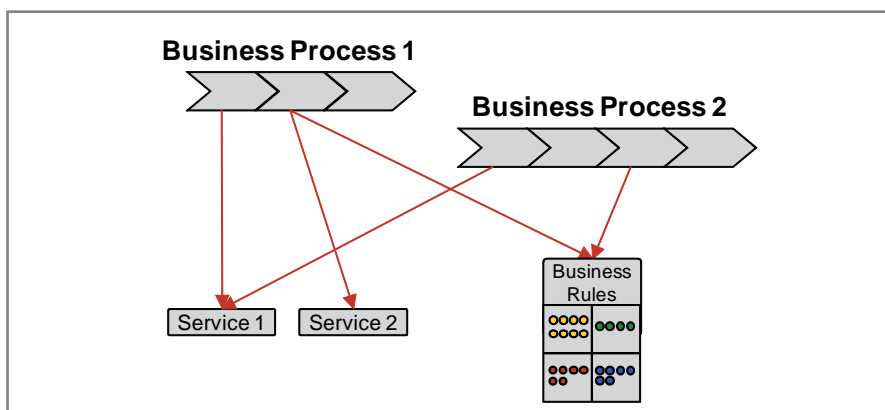 Business Process 1
Business Process 2
Business
Rules
Service 1
Service 2